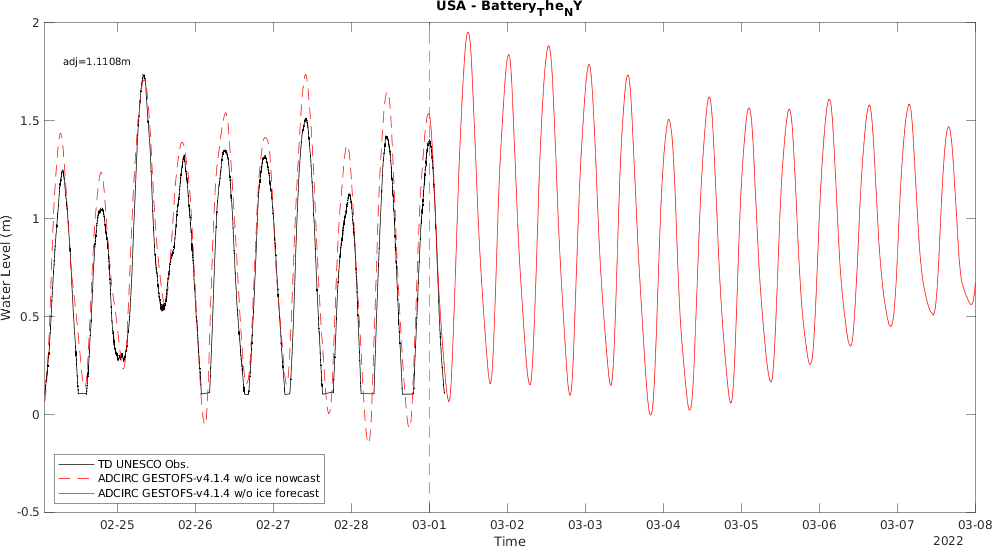 USA - Battery_The_NY
adj=1.1108m
2
1.5
1
0.5
0
-0.5
Water Level (m)
TD UNESCO Obs.
ADCIRC GESTOFS-v4.1.4 w/o ice nowcast
ADCIRC GESTOFS-v4.1.4 w/o ice forecast
02-25 02-26 02-27 02-28 03-01 03-02 03-03 03-04 03-05 03-06 03-07 03-08
Time
2022